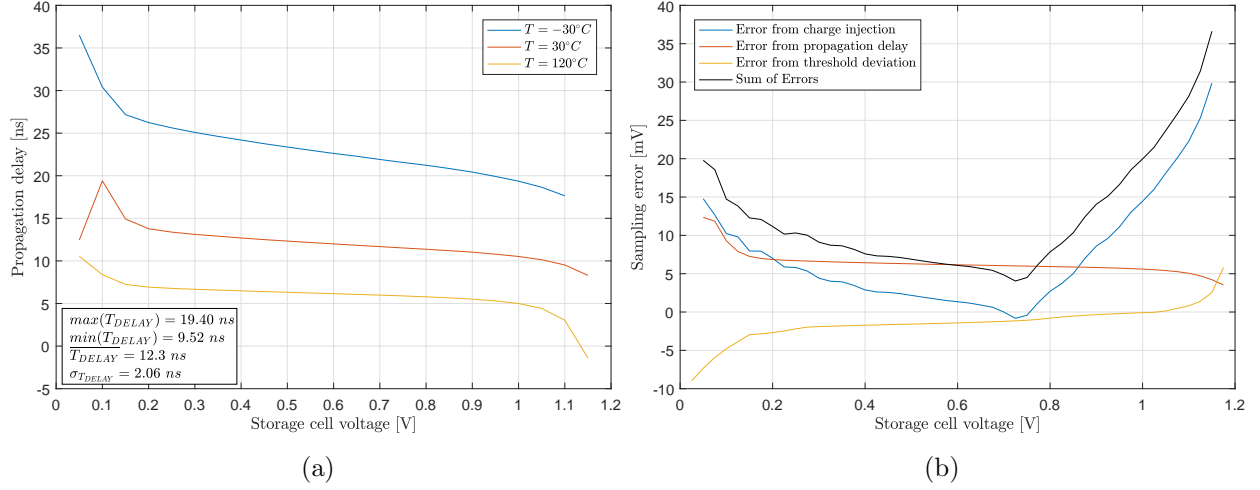 40
35
30
25
20
15
10
5
0
-5
Propagation delay [ns]
T = −30°C
T = 30°C
T = 120°C
max(T_DELAY) = 19.40 ns
min(T_DELAY) = 9.52 ns
T_DELAY = 12.3 ns
σ_T_DELAY = 2.06 ns
0 0.1 0.2 0.3 0.4 0.5 0.6 0.7 0.8 0.9 1 1.1 1.2
Storage cell voltage [V]
(a)
40
35
30
25
20
15
10
5
0
-5
-10
Sampling error [mV]
Error from charge injection
Error from propagation delay
Error from threshold deviation
Sum of Errors
0 0.2 0.4 0.6 0.8 1 1.2
Storage cell voltage [V]
(b)